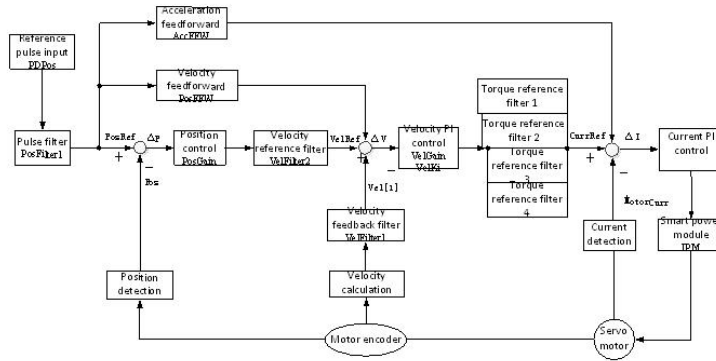 Acceleration
feedforward
AccFFW
Reference
pulse input
PDPos
Velocity
feedforward
PosFFW
Pulse filter
PosFilter1
PosRef
ΔP
+
−
Pos
Position
control
PosGain
Velocity
reference filter
VelFilter2
VelRef
ΔV
+
−
Vel[1]
Velocity PI
control
VelGain
VelKi
Torque reference
filter 1
Torque reference
filter 2
Torque reference
filter 3
Torque reference
filter 4
CurrRef
ΔI
+
−
MotorCurr
Current PI
control
Smart power
module
IPM
Current
detection
Velocity
feedback filter
VelFilter1
Position
detection
Velocity
calculation
Motor encoder
Servo
motor